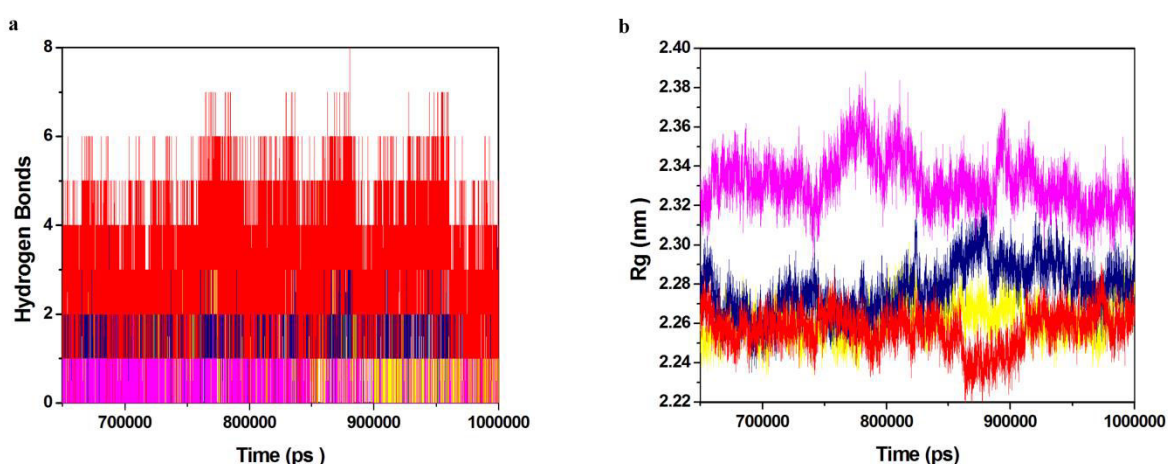 a
8
6
4
2
0
Hydrogen Bonds
700000 800000 900000 1000000
Time (ps )
b
2.40
2.38
2.36
2.34
2.32
2.30
2.28
2.26
2.24
2.22
Rg (nm )
700000 800000 900000 1000000
Time (ps)